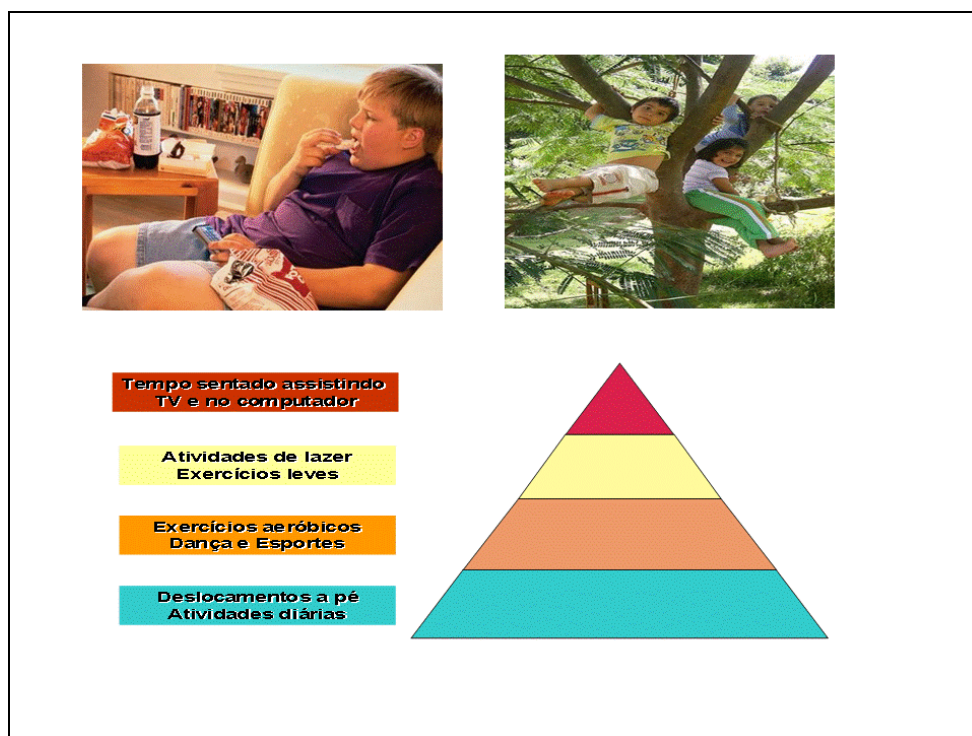 Tempo sentado assistindo
TV e no computador
Atividades de lazer
Exercícios leves
Exercícios aeróbicos
Dança e Esportes
Deslocamentos a pé
Atividades diárias